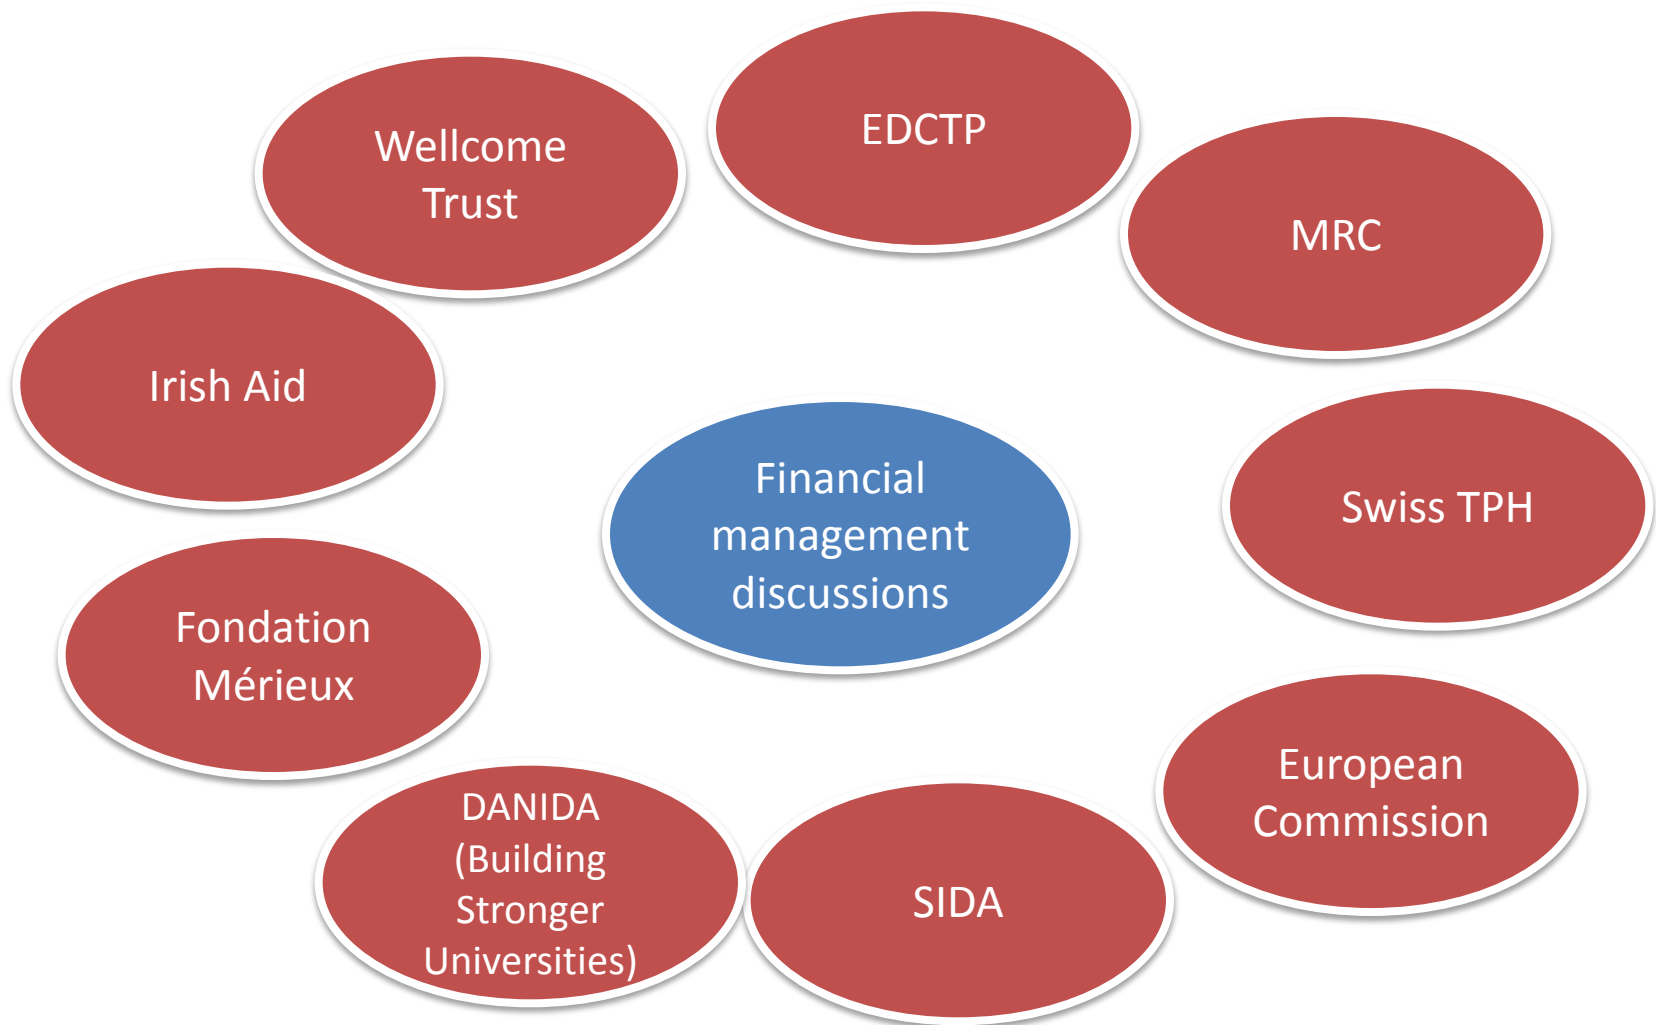 EDCTP
Wellcome
Trust
MRC
Irish Aid
Financial
management
discussions
Swiss TPH
Fondation
Mérieux
European
Commission
DANIDA
(Building
Stronger
Universities)
SIDA